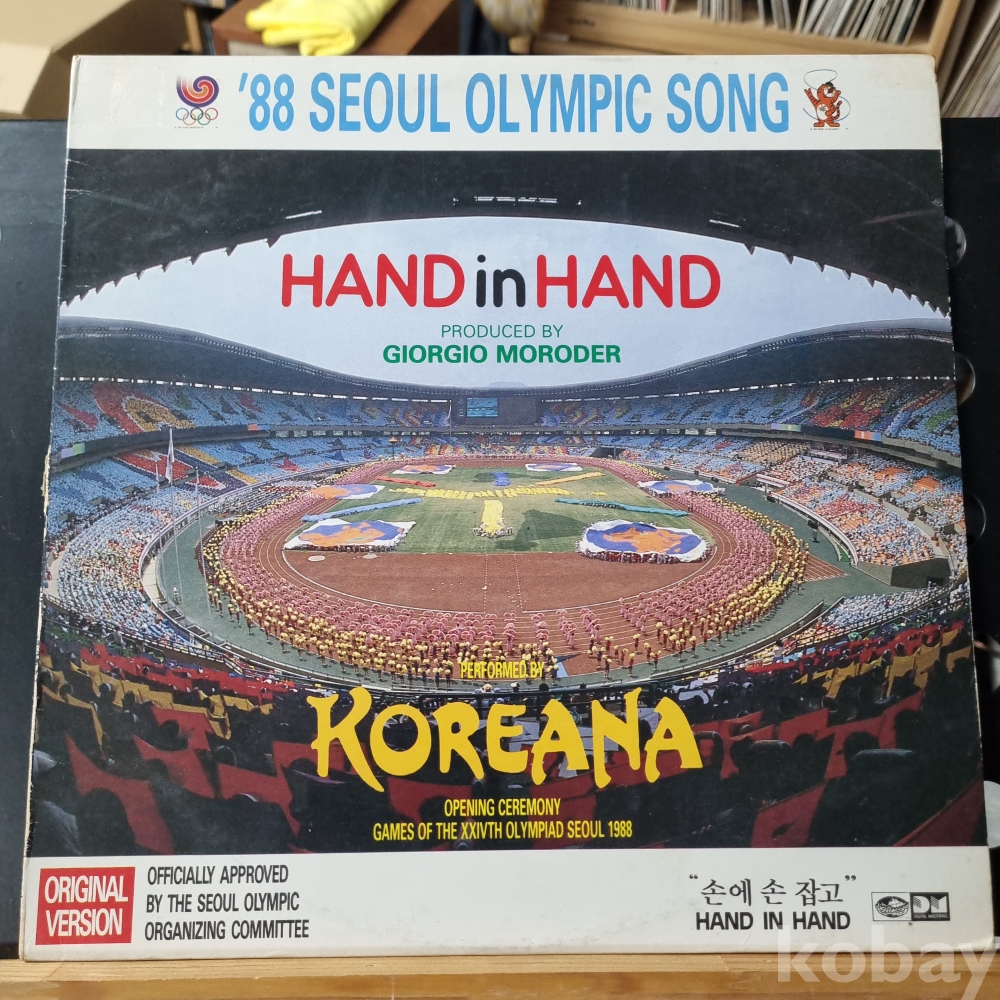 '88 SEOUL OLYMPIC SONG
HAND in HAND
PRODUCED BY
GIORGIO MORODER
PERFORMED BY
KOREANA
OPENING CEREMONY
GAMES OF THE XXIVTH OLYMPIAD SEOUL 1988
ORIGINAL
VERSION
OFFICIALLY APPROVED
BY THE SEOUL OLYMPIC
ORGANIZING COMMITTEE
“손에 손 잡고”
HAND IN HAND
DIGITAL MASTERING
kobay